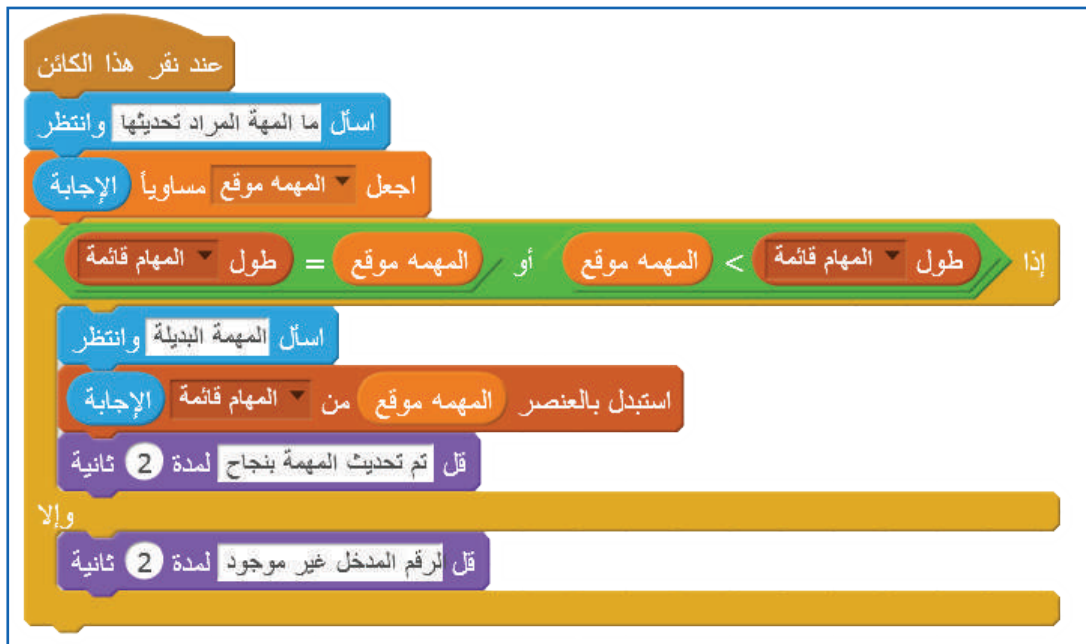 عند نقر هذا الكائن
اسأل ما المهة المراد تحديثها وانتظر
اجعل المهمه موقع مساوياً الإجابة
إذا طول المهام قائمة > المهمه موقع أو المهمه موقع = طول المهام قائمة
اسأل المهمة البديلة وانتظر
استبدل بالعنصر المهمه موقع من المهام قائمة الإجابة
قل تم تحديث المهمة بنجاح لمدة 2 ثانية
وإلا
قل لرقم المدخل غير موجود لمدة 2 ثانية